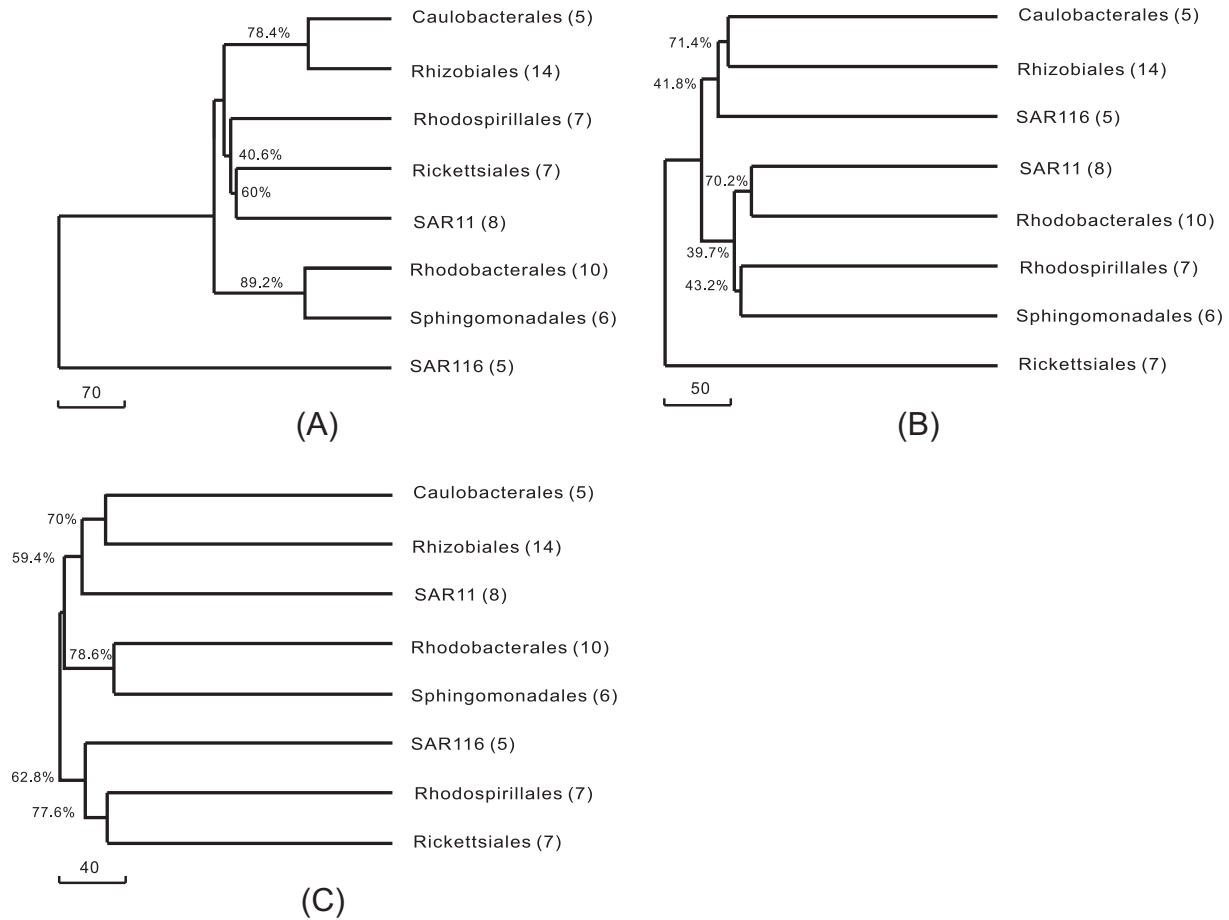 Caulobacterales (5)
78.4%
Rhizobiales (14)
Rhodospirillales (7)
40.6%
Rickettsiales (7)
60%
SAR11 (8)
Rhodobacterales (10)
89.2%
Sphingomonadales (6)
SAR116 (5)
70
(A)
Caulobacterales (5)
71.4%
Rhizobiales (14)
41.8%
SAR116 (5)
SAR11 (8)
70.2%
Rhodobacterales (10)
39.7%
Rhodospirillales (7)
43.2%
Sphingomonadales (6)
Rickettsiales (7)
50
(B)
Caulobacterales (5)
70%
Rhizobiales (14)
59.4%
SAR11 (8)
Rhodobacterales (10)
78.6%
Sphingomonadales (6)
SAR116 (5)
62.8%
Rhodospirillales (7)
77.6%
Rickettsiales (7)
40
(C)